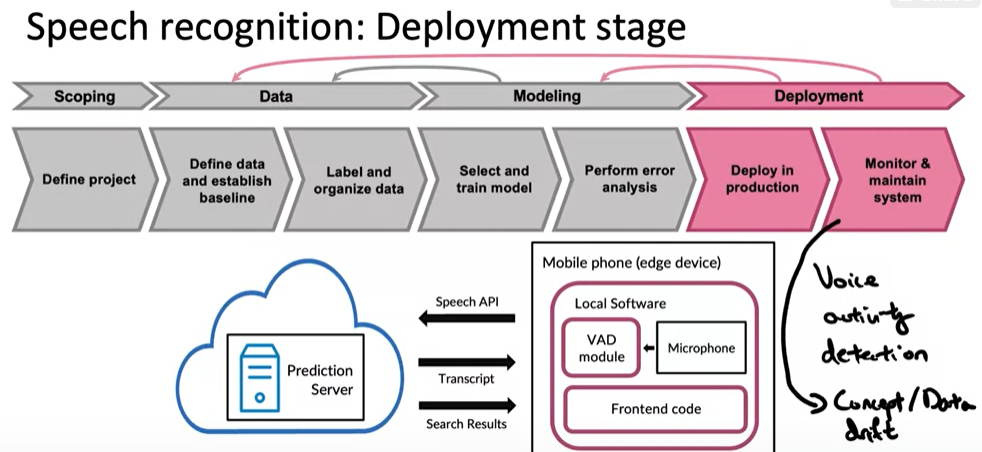 Speech recognition: Deployment stage
Scoping
Data
Modeling
Deployment
Define project
Define data
and establish
baseline
Label and
organize data
Select and
train model
Perform error
analysis
Deploy in
production
Monitor &
maintain
system
Prediction
Server
Speech API
Transcript
Search Results
Mobile phone (edge device)
Local Software
VAD
module
Microphone
Frontend code
Voice
activity
detection
Concept/Data
drift